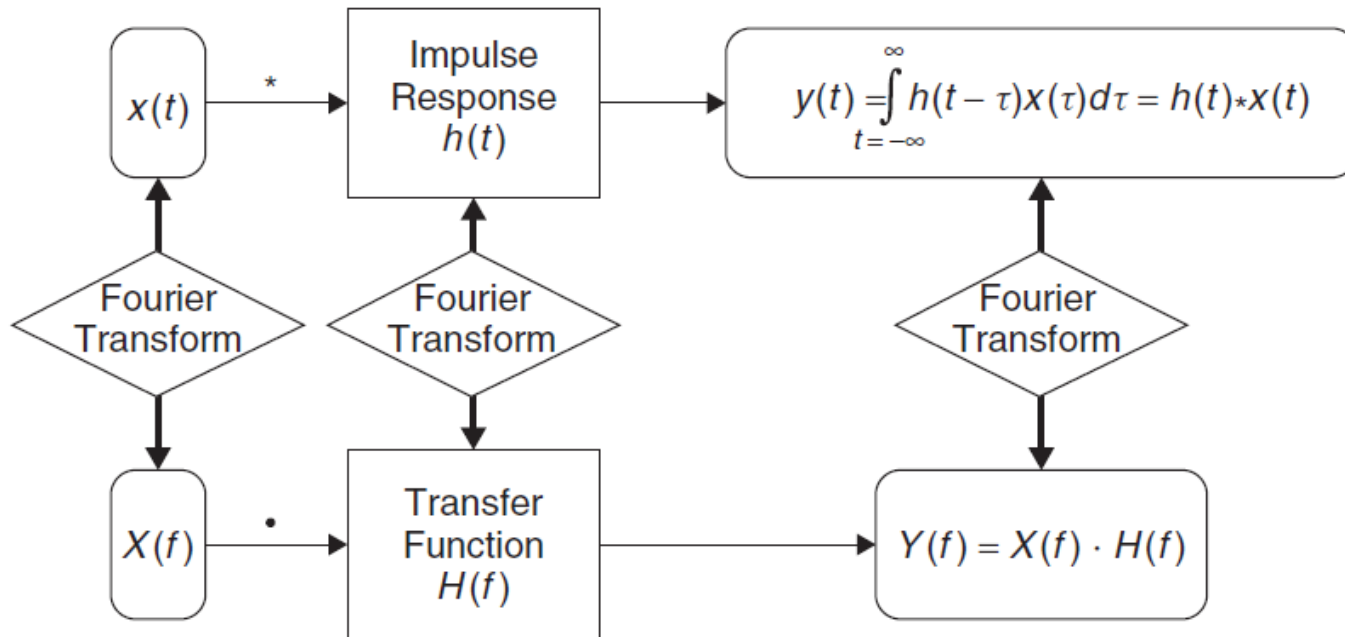 x(t)
*
Impulse
Response
h(t)
∞
y(t) = ∫ h(t − τ)x(τ)dτ = h(t)*x(t)
t = −∞
Fourier
Transform
Fourier
Transform
Fourier
Transform
X(f)
•
Transfer
Function
H(f)
Y(f) = X(f) · H(f)